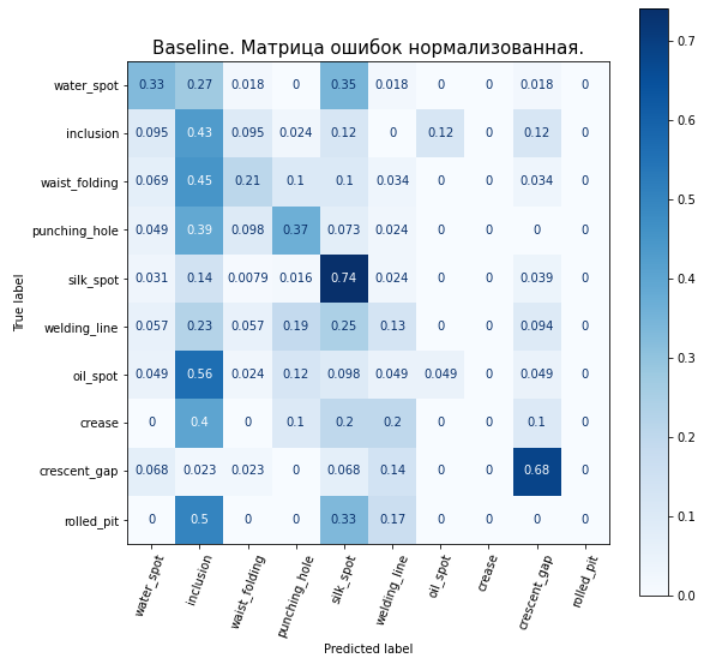 Baseline. Матрица ошибок нормализованная.
water_spot 0.33 0.27 0.018 0 0.35 0.018 0 0 0.018 0
inclusion 0.095 0.43 0.095 0.024 0.12 0 0.12 0 0.12 0
waist_folding 0.069 0.45 0.21 0.1 0.1 0.034 0 0 0.034 0
punching_hole 0.049 0.39 0.098 0.37 0.073 0.024 0 0 0 0
silk_spot 0.031 0.14 0.0079 0.016 0.74 0.024 0 0 0.039 0
welding_line 0.057 0.23 0.057 0.19 0.25 0.13 0 0 0.094 0
oil_spot 0.049 0.56 0.024 0.12 0.098 0.049 0.049 0 0.049 0
crease 0 0.4 0 0.1 0.2 0.2 0 0 0.1 0
crescent_gap 0.068 0.023 0.023 0 0.068 0.14 0 0 0.68 0
rolled_pit 0 0.5 0 0 0.33 0.17 0 0 0 0
True label
water_spot
inclusion
waist_folding
punching_hole
silk_spot
welding_line
oil_spot
crease
crescent_gap
rolled_pit
Predicted label
0.7
0.6
0.5
0.4
0.3
0.2
0.1
0.0